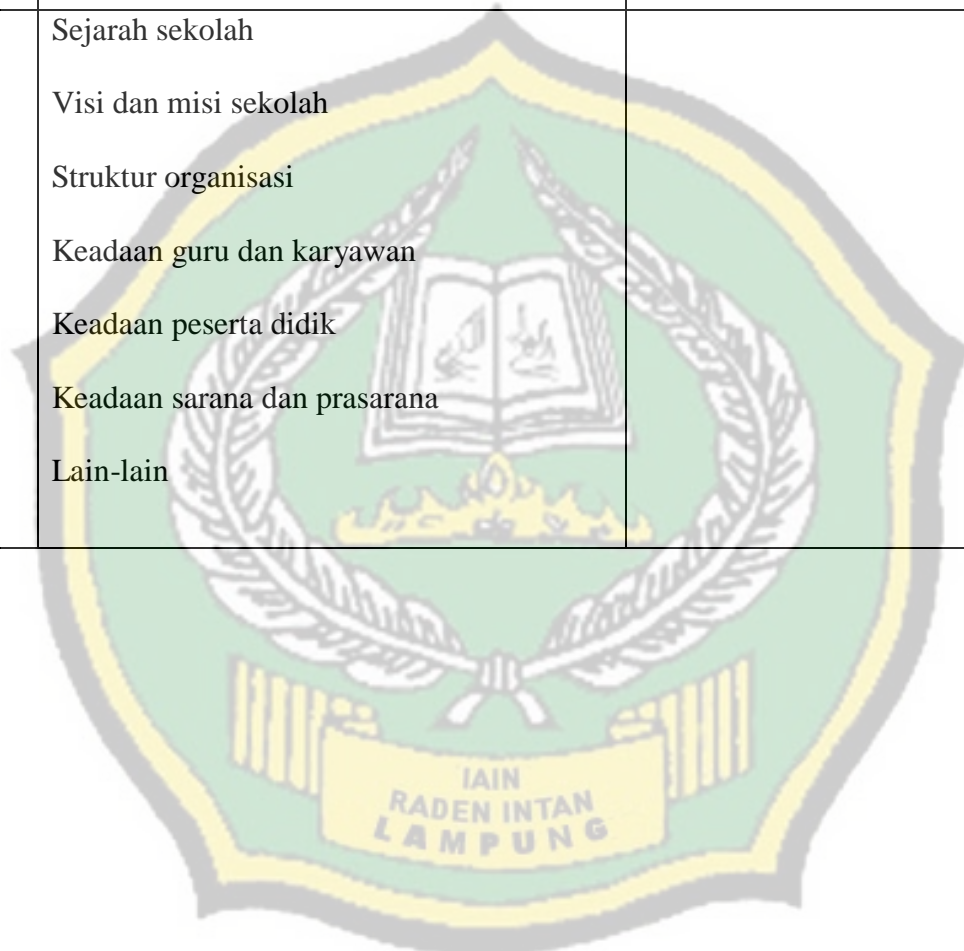 Sejarah sekolah
Visi dan misi sekolah
Struktur organisasi
Keadaan guru dan karyawan
Keadaan peserta didik
Keadaan sarana dan prasarana
Lain-lain
IAIN
RADEN INTAN
LAMPUNG